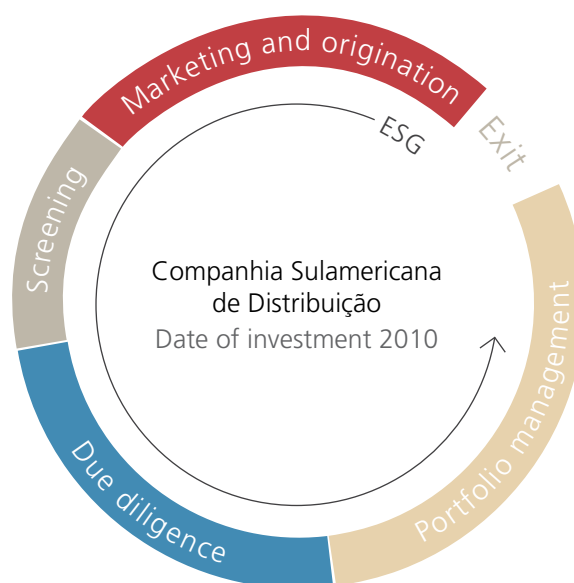 Marketing and origination
ESG
Exit
Screening
Companhia Sulamericana
de Distribuição
Date of investment 2010
Due diligence
Portfolio management